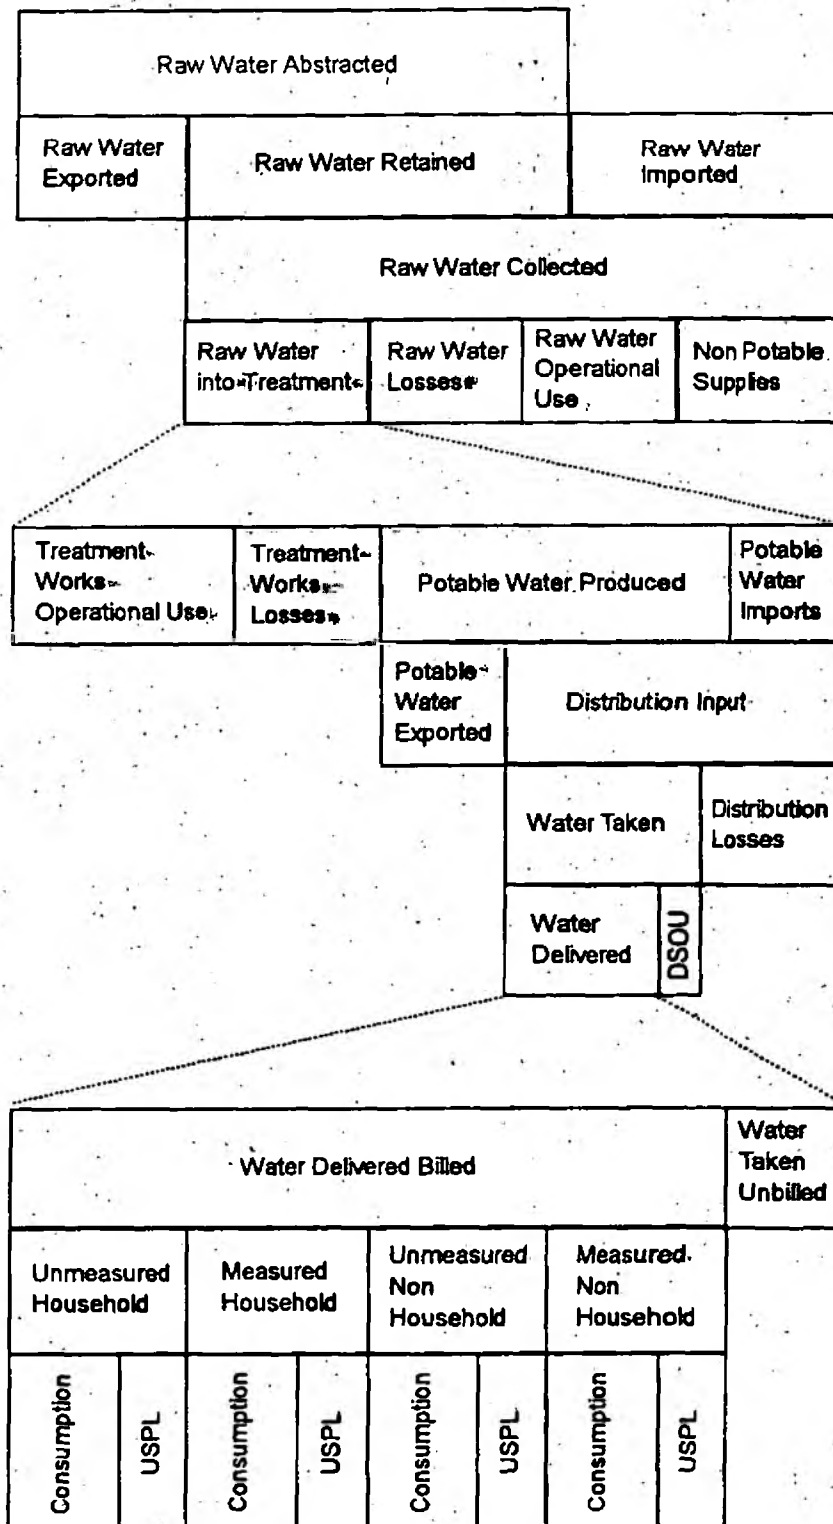 Raw Water Abstracted
Raw Water
Exported
Raw Water Retained
Raw Water
Imported
Raw Water Collected
Raw Water
into Treatment
Raw Water
Losses
Raw Water
Operational
Use
Non Potable
Supplies
Treatment
Works
Operational Use
Treatment
Works
Losses
Potable Water Produced
Potable
Water
Imports
Potable
Water
Exported
Distribution Input
Water Taken
Distribution
Losses
Water
Delivered
DSOU
Water Delivered Billed
Water
Taken
Unbilled
Unmeasured
Household
Measured
Household
Unmeasured
Non
Household
Measured
Non
Household
Consumption
USPL
Consumption
USPL
Consumption
USPL
Consumption
USPL